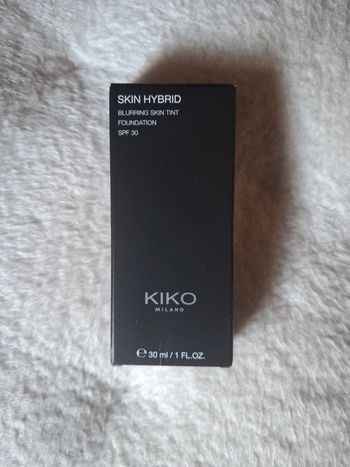 SKIN HYBRID
BLURRING SKIN TINT
FOUNDATION
SPF 30
KIKO
MILANO
℮ 30 ml / 1 FL.OZ.